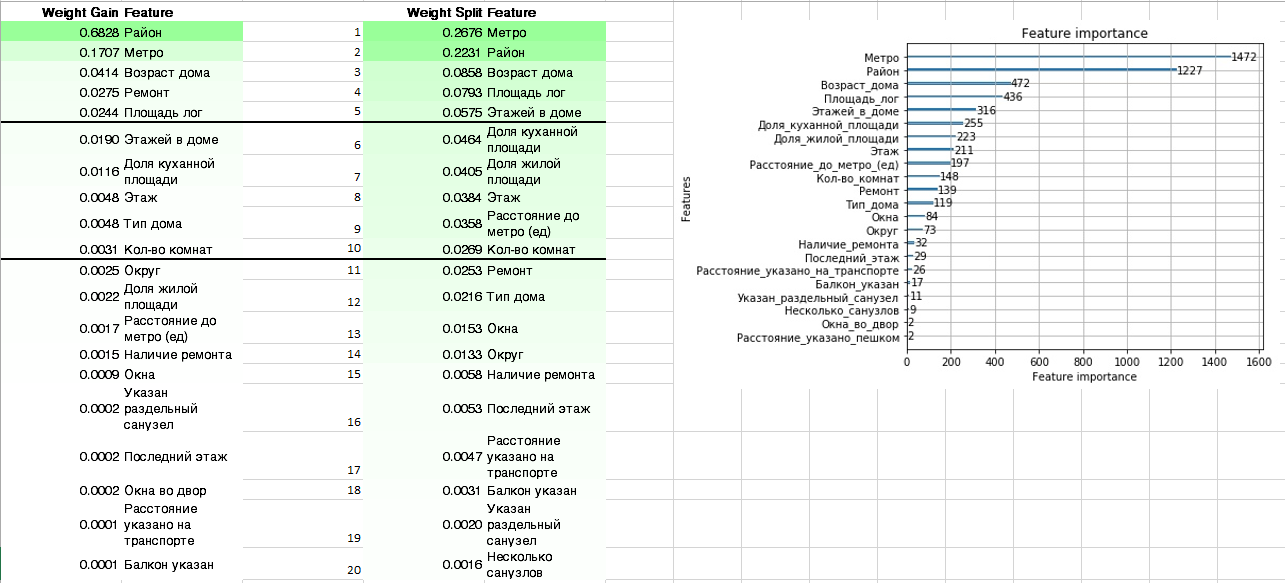 Weight Gain Feature Weight Split Feature
0.6828 Район 1 0.2676 Метро
0.1707 Метро 2 0.2231 Район
0.0414 Возраст дома 3 0.0858 Возраст дома
0.0275 Ремонт 4 0.0793 Площадь лог
0.0244 Площадь лог 5 0.0575 Этажей в доме
0.0190 Этажей в доме 6 0.0464 Доля куханной
площади
0.0116 Доля куханной
площади 7 0.0405 Доля жилой
площади
0.0048 Этаж 8 0.0384 Этаж
0.0048 Тип дома 9 0.0358 Расстояние до
метро (ед)
0.0031 Кол-во комнат 10 0.0269 Кол-во комнат
0.0025 Округ 11 0.0253 Ремонт
0.0022 Доля жилой
площади 12 0.0216 Тип дома
0.0017 Расстояние до
метро (ед) 13 0.0153 Окна
0.0015 Наличие ремонта 14 0.0133 Округ
0.0009 Окна 15 0.0058 Наличие ремонта
0.0002 Указан
раздельный
санузел 16 0.0053 Последний этаж
0.0002 Последний этаж 17 0.0047 Расстояние
указано на
транспорте
0.0002 Окна во двор 18 0.0031 Балкон указан
0.0001 Расстояние
указано на
транспорте 19 0.0020 Указан
раздельный
санузел
0.0001 Балкон указан 20 0.0016 Несколько
санузлов
Feature importance
Features
Метро 1472
Район 1227
Возраст_дома 472
Площадь_лог 436
Этажей_в_доме 316
Доля_куханной_площади 255
Доля_жилой_площади 223
Этаж 211
Расстояние_до_метро_(ед) 197
Кол-во_комнат 148
Ремонт 139
Тип_дома 119
Окна 84
Округ 73
Наличие_ремонта 32
Последний_этаж 29
Расстояние_указано_на_транспорте 26
Балкон_указан 17
Указан_раздельный_санузел 11
Несколько_санузлов 9
Окна_во_двор 2
Расстояние_указано_пешком 2
0 200 400 600 800 1000 1200 1400 1600
Feature importance